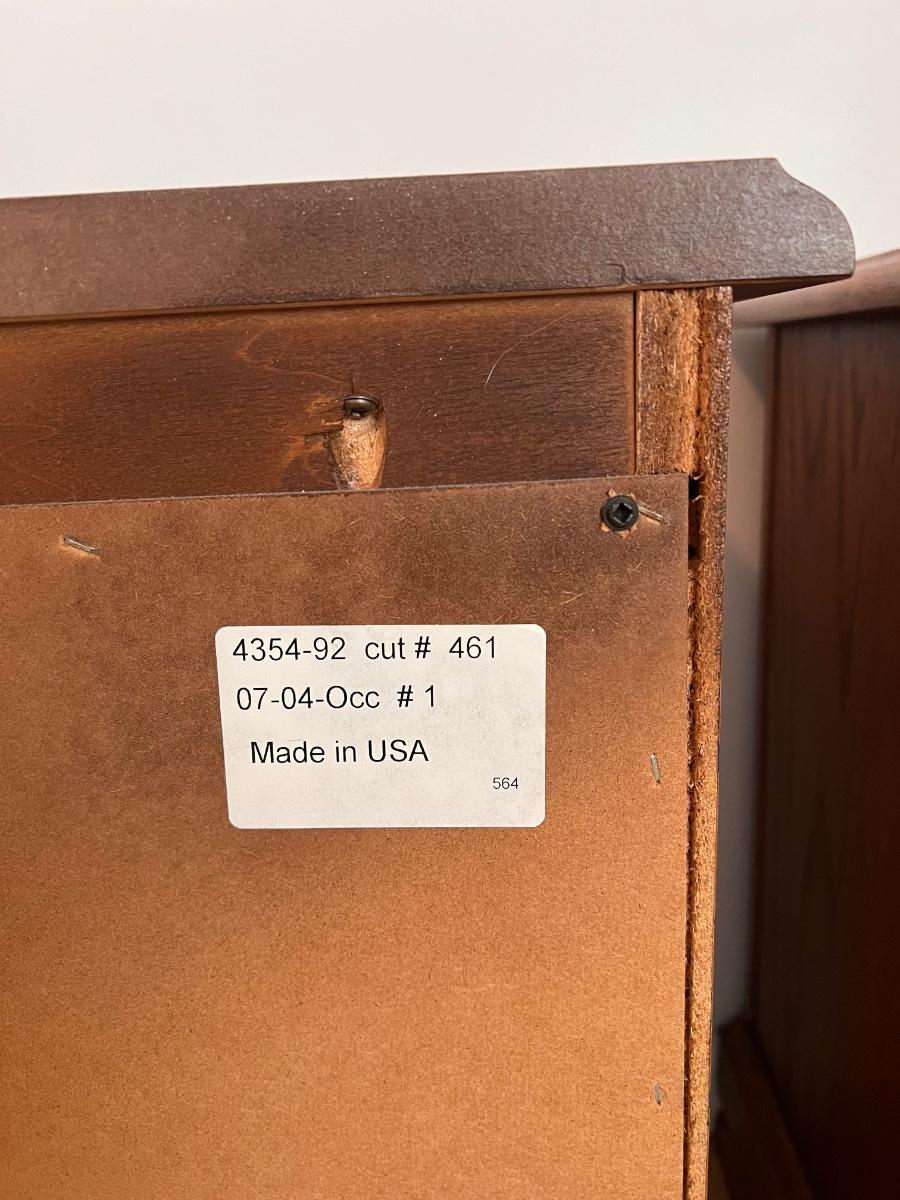 4354-92 cut # 461
07-04-Occ # 1
Made in USA
564